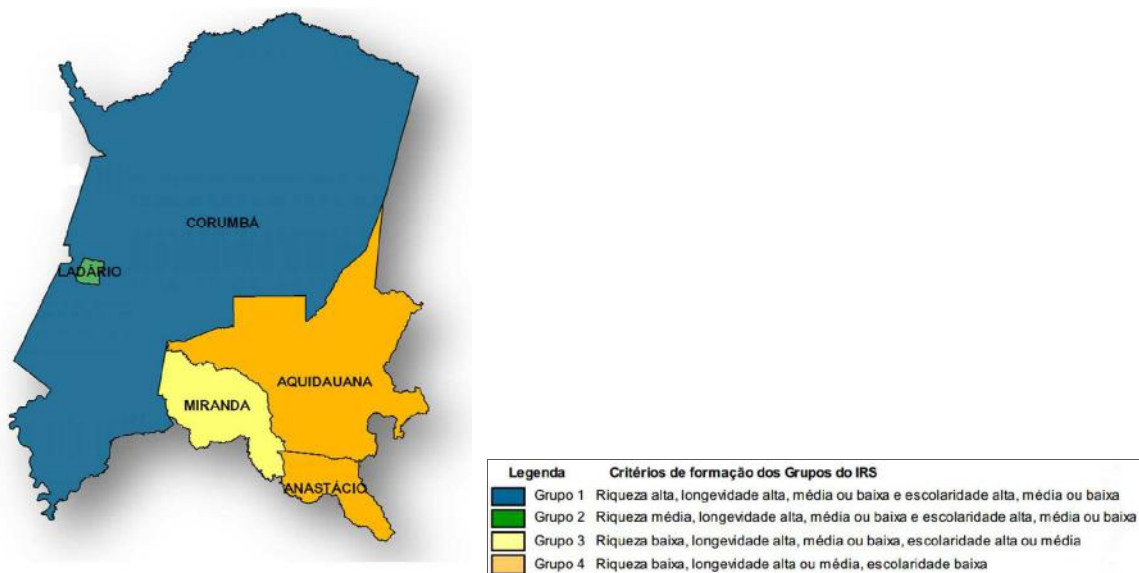 CORUMBÁ
LADÁRIO
AQUIDAUANA
MIRANDA
ANASTÁCIO
Legenda Critérios de formação dos Grupos do IRS
Grupo 1 Riqueza alta, longevidade alta, média ou baixa e escolaridade alta, média ou baixa
Grupo 2 Riqueza média, longevidade alta, média ou baixa e escolaridade alta, média ou baixa
Grupo 3 Riqueza baixa, longevidade alta, média ou baixa, escolaridade alta ou média
Grupo 4 Riqueza baixa, longevidade alta ou média, escolaridade baixa